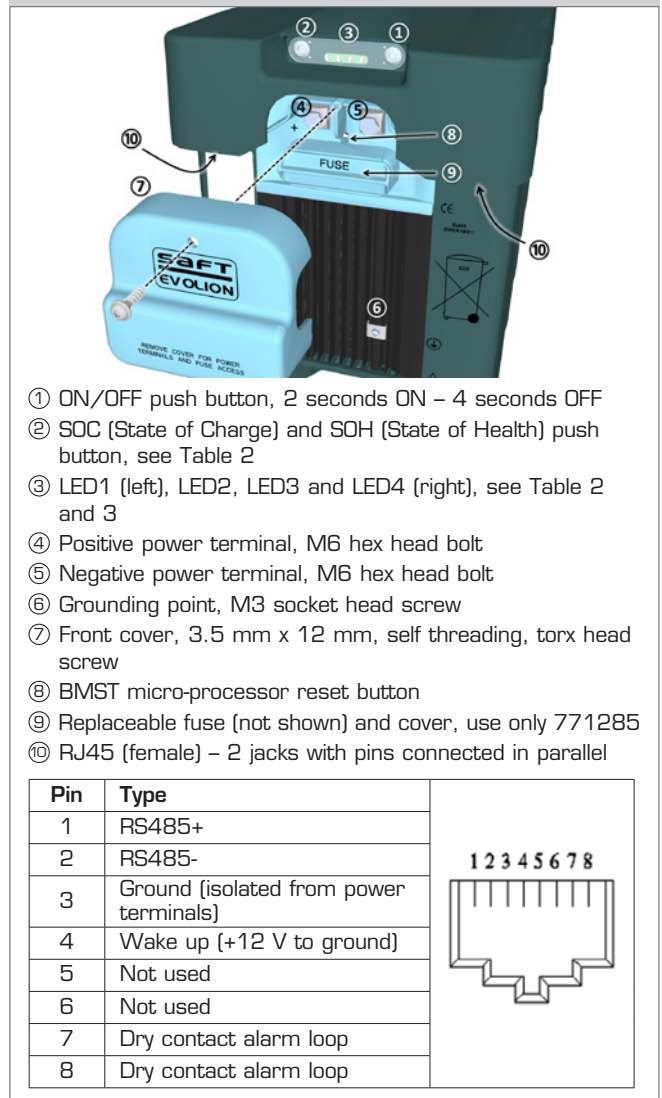 ② ③ ①
④ ⑤
+
⑧
⑩
FUSE
⑨
⑦
CE
⑩
SAFT
EVOLION
⑥
REMOVE COVER FOR POWER
TERMINALS AND FUSE ACCESS
① ON/OFF push button, 2 seconds ON – 4 seconds OFF
② SOC (State of Charge) and SOH (State of Health) push
button, see Table 2
③ LED1 (left), LED2, LED3 and LED4 (right), see Table 2
and 3
④ Positive power terminal, M6 hex head bolt
⑤ Negative power terminal, M6 hex head bolt
⑥ Grounding point, M3 socket head screw
⑦ Front cover, 3.5 mm x 12 mm, self threading, torx head
screw
⑧ BMST micro-processor reset button
⑨ Replaceable fuse (not shown) and cover, use only 771285
⑩ RJ45 (female) – 2 jacks with pins connected in parallel
Pin Type
1 RS485+
2 RS485-
3 Ground (isolated from power
terminals)
4 Wake up (+12 V to ground)
5 Not used
6 Not used
7 Dry contact alarm loop
8 Dry contact alarm loop
1 2 3 4 5 6 7 8